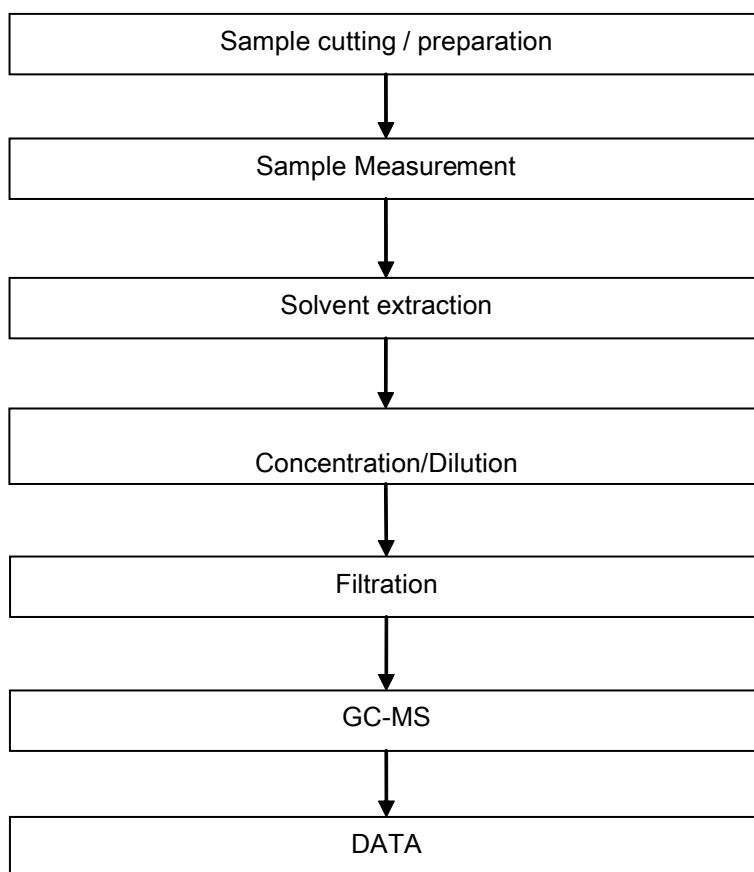 Sample cutting / preparation
Sample Measurement
Solvent extraction
Concentration/Dilution
Filtration
GC-MS
DATA